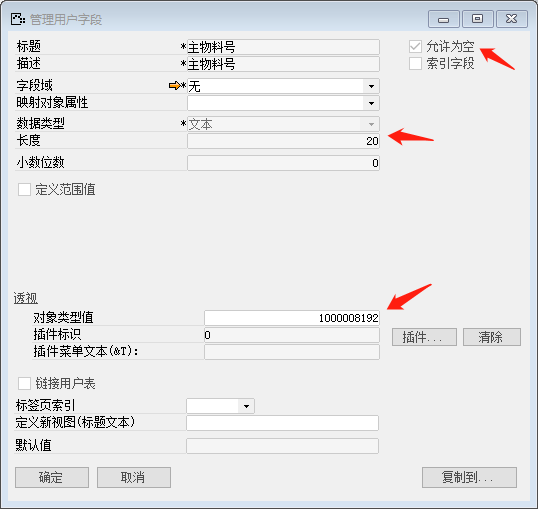 管理用户字段
标题 *主物料号 允许为空
描述 *主物料号 索引字段
字段域 *无
映射对象属性
数据类型 *文本
长度 20
小数位数 0
定义范围值
透视
对象类型值 1000008192
插件标识 0 插件... 清除
插件菜单文本(&T):
链接用户表
标签页索引
定义新视图(标题文本)
默认值
确定 取消 复制到...